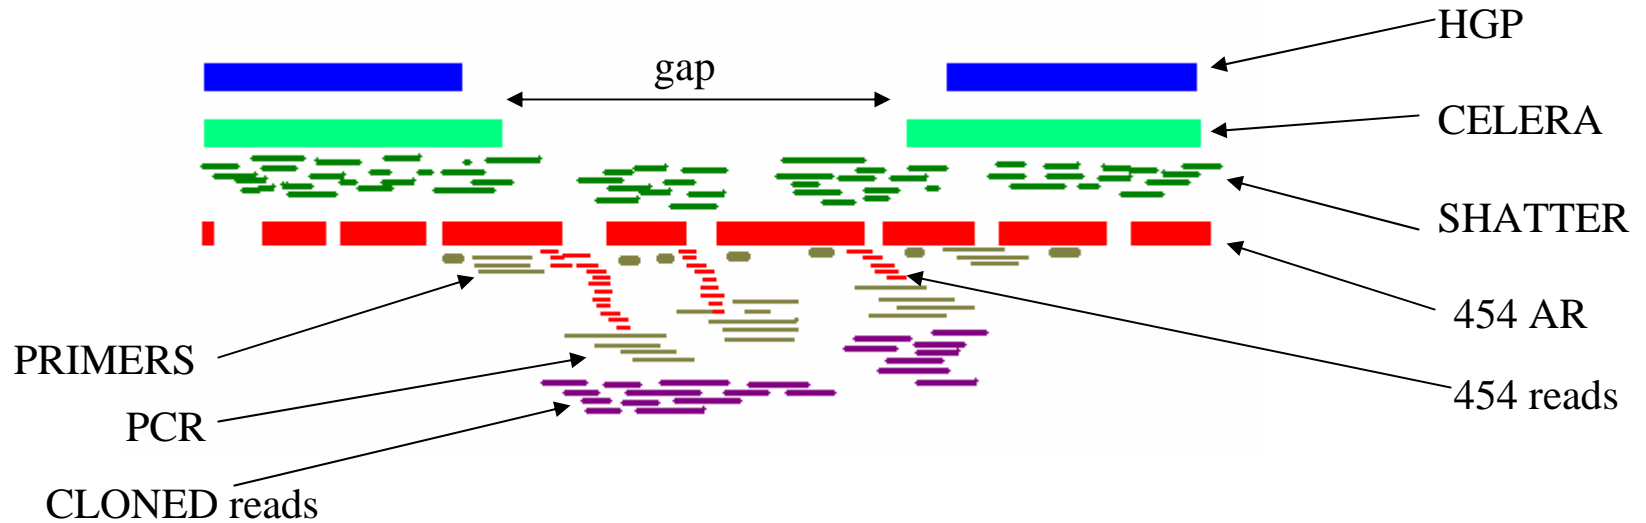 HGP
gap
CELERA
SHATTER
454 AR
PRIMERS
454 reads
PCR
CLONED reads